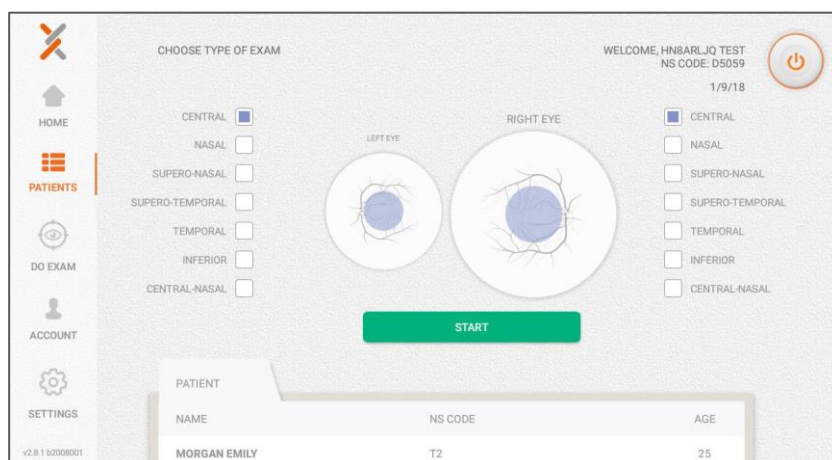 CHOOSE TYPE OF EXAM
WELCOME, HN8ARLJQ TEST
NS CODE: D5059
1/9/18
HOME
PATIENTS
DO EXAM
ACCOUNT
SETTINGS
v2.8.1 b2008001
CENTRAL
NASAL
SUPERO-NASAL
SUPERO-TEMPORAL
TEMPORAL
INFERIOR
CENTRAL-NASAL
LEFT EYE
RIGHT EYE
CENTRAL
NASAL
SUPERO-NASAL
SUPERO-TEMPORAL
TEMPORAL
INFERIOR
CENTRAL-NASAL
START
PATIENT
NAME NS CODE AGE
MORGAN EMILY T2 25